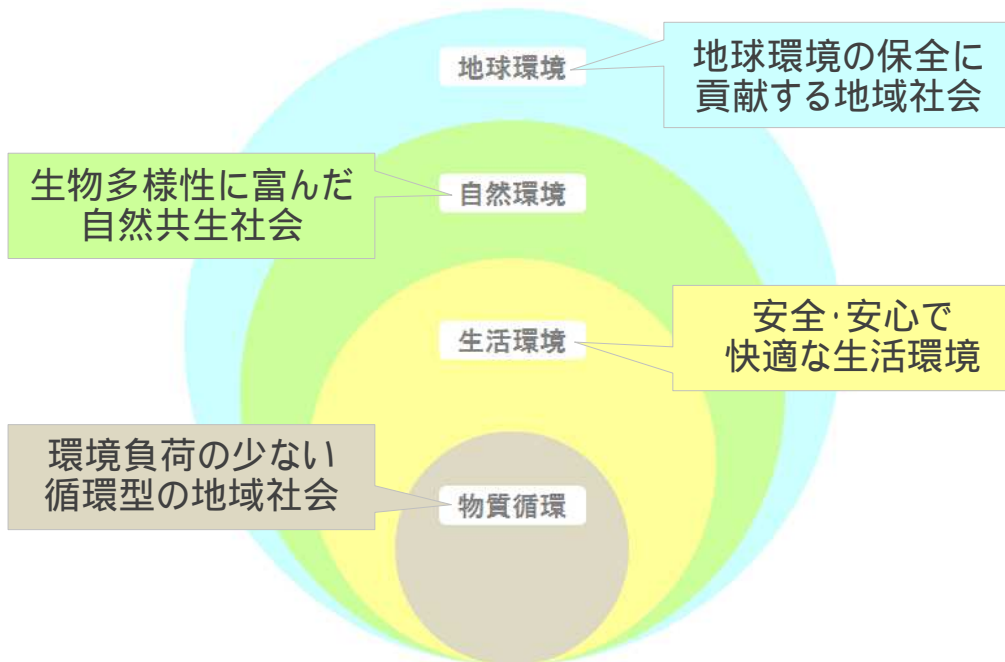 地球環境
地球環境の保全に
貢献する地域社会
生物多様性に富んだ
自然共生社会
自然環境
安全・安心で
快適な生活環境
生活環境
環境負荷の少ない
循環型の地域社会
物質循環